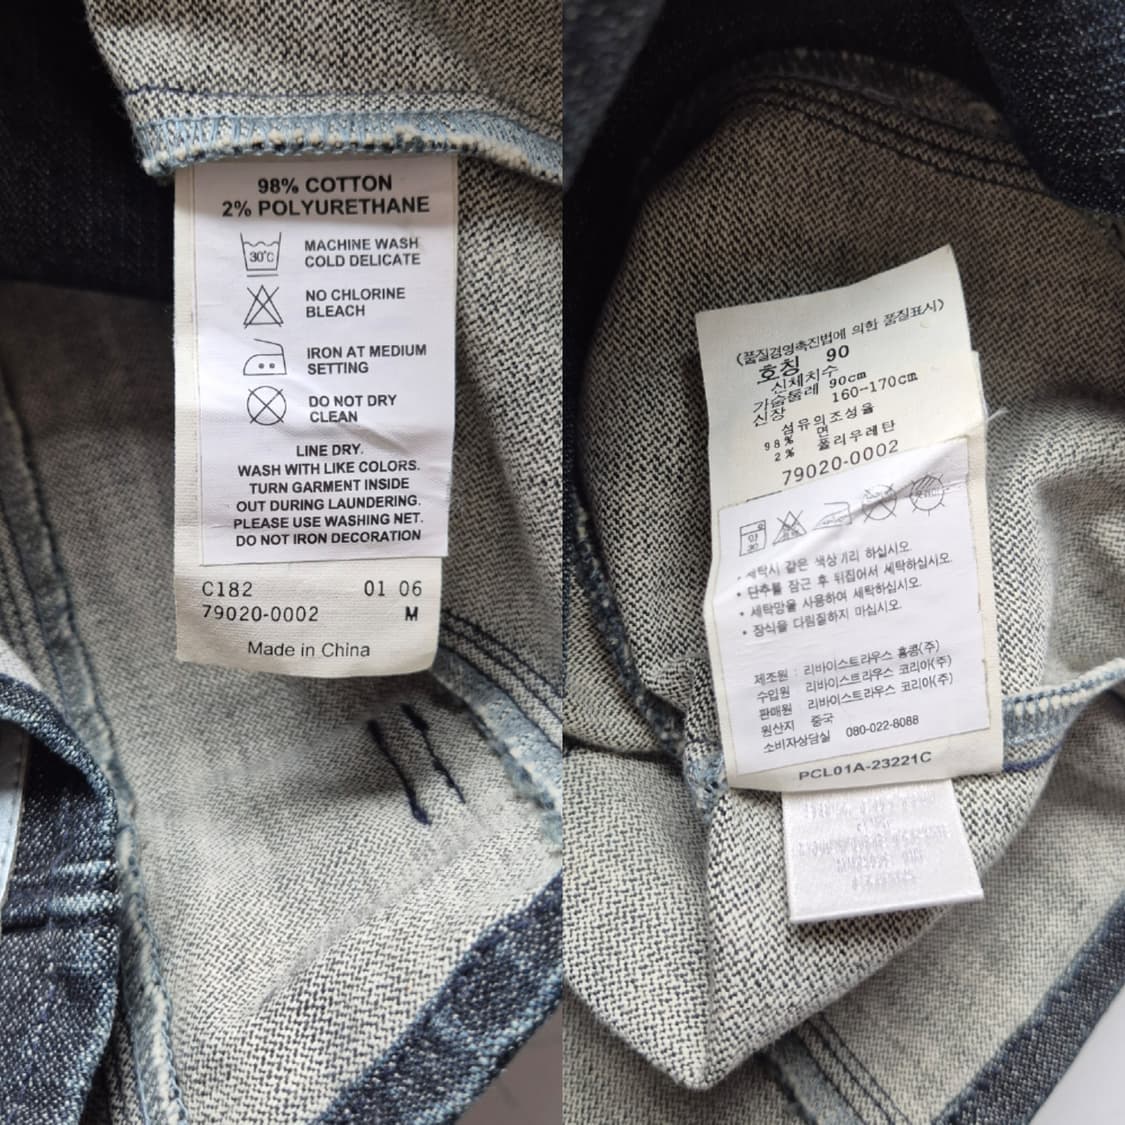 98% COTTON
2% POLYURETHANE
30°C
MACHINE WASH
COLD DELICATE
NO CHLORINE
BLEACH
IRON AT MEDIUM
SETTING
DO NOT DRY
CLEAN
LINE DRY.
WASH WITH LIKE COLORS.
TURN GARMENT INSIDE
OUT DURING LAUNDERING.
PLEASE USE WASHING NET.
DO NOT IRON DECORATION
C182 01 06
79020-0002 M
Made in China
(품질경영촉진법에 의한 품질표시)
호칭 90
신체치수
가슴둘레 90cm
신장 160-170cm
섬유의조성율
98% 면
2% 폴리우레탄
79020-0002
• 세탁시 같은 색상끼리 하십시오.
• 단추를 잠근 후 뒤집어서 세탁하십시오.
• 세탁망을 사용하여 세탁하십시오.
• 장식을 다림질하지 마십시오.
제조원 : 리바이스트라우스 홍콩(주)
수입원 리바이스트라우스 코리아(주)
판매원 리바이스트라우스 코리아(주)
원산지 중국
소비자상담실 080-022-8088
PCL01A-23221C